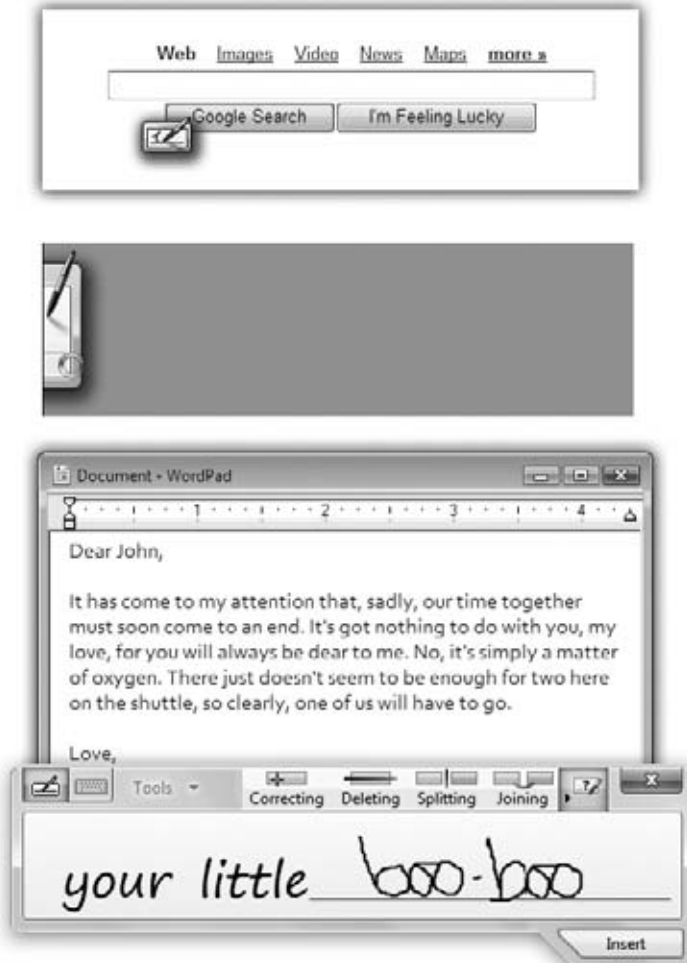 Web Images Video News Maps more »
Google Search I'm Feeling Lucky
Document - WordPad
1 2 3 4
Dear John,
It has come to my attention that, sadly, our time together
must soon come to an end. It's got nothing to do with you, my
love, for you will always be dear to me. No, it's simply a matter
of oxygen. There just doesn't seem to be enough for two here
on the shuttle, so clearly, one of us will have to go.
Love,
Tools Correcting Deleting Splitting Joining
your little boo-boo
Insert